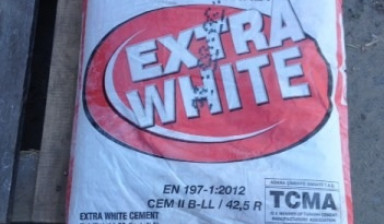 EXTRA
WHITE
EN 197-1:2012
CEM II B-LL / 42,5 R
TCMA
EXTRA WHITE CEMENT